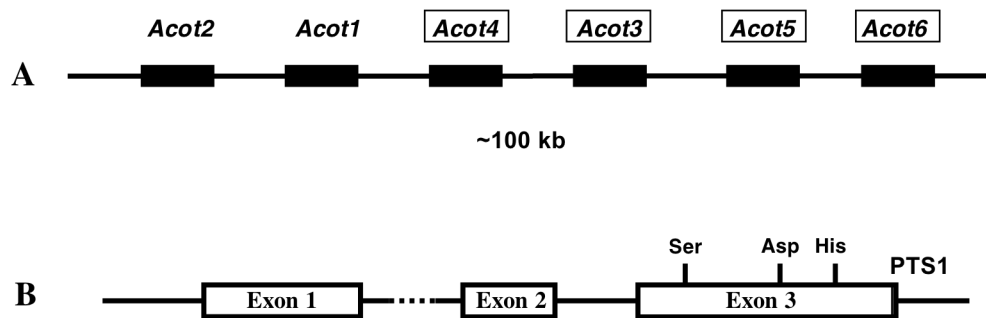 Acot2 Acot1 Acot4 Acot3 Acot5 Acot6
A
~100 kb
Ser Asp His PTS1
B Exon 1 Exon 2 Exon 3